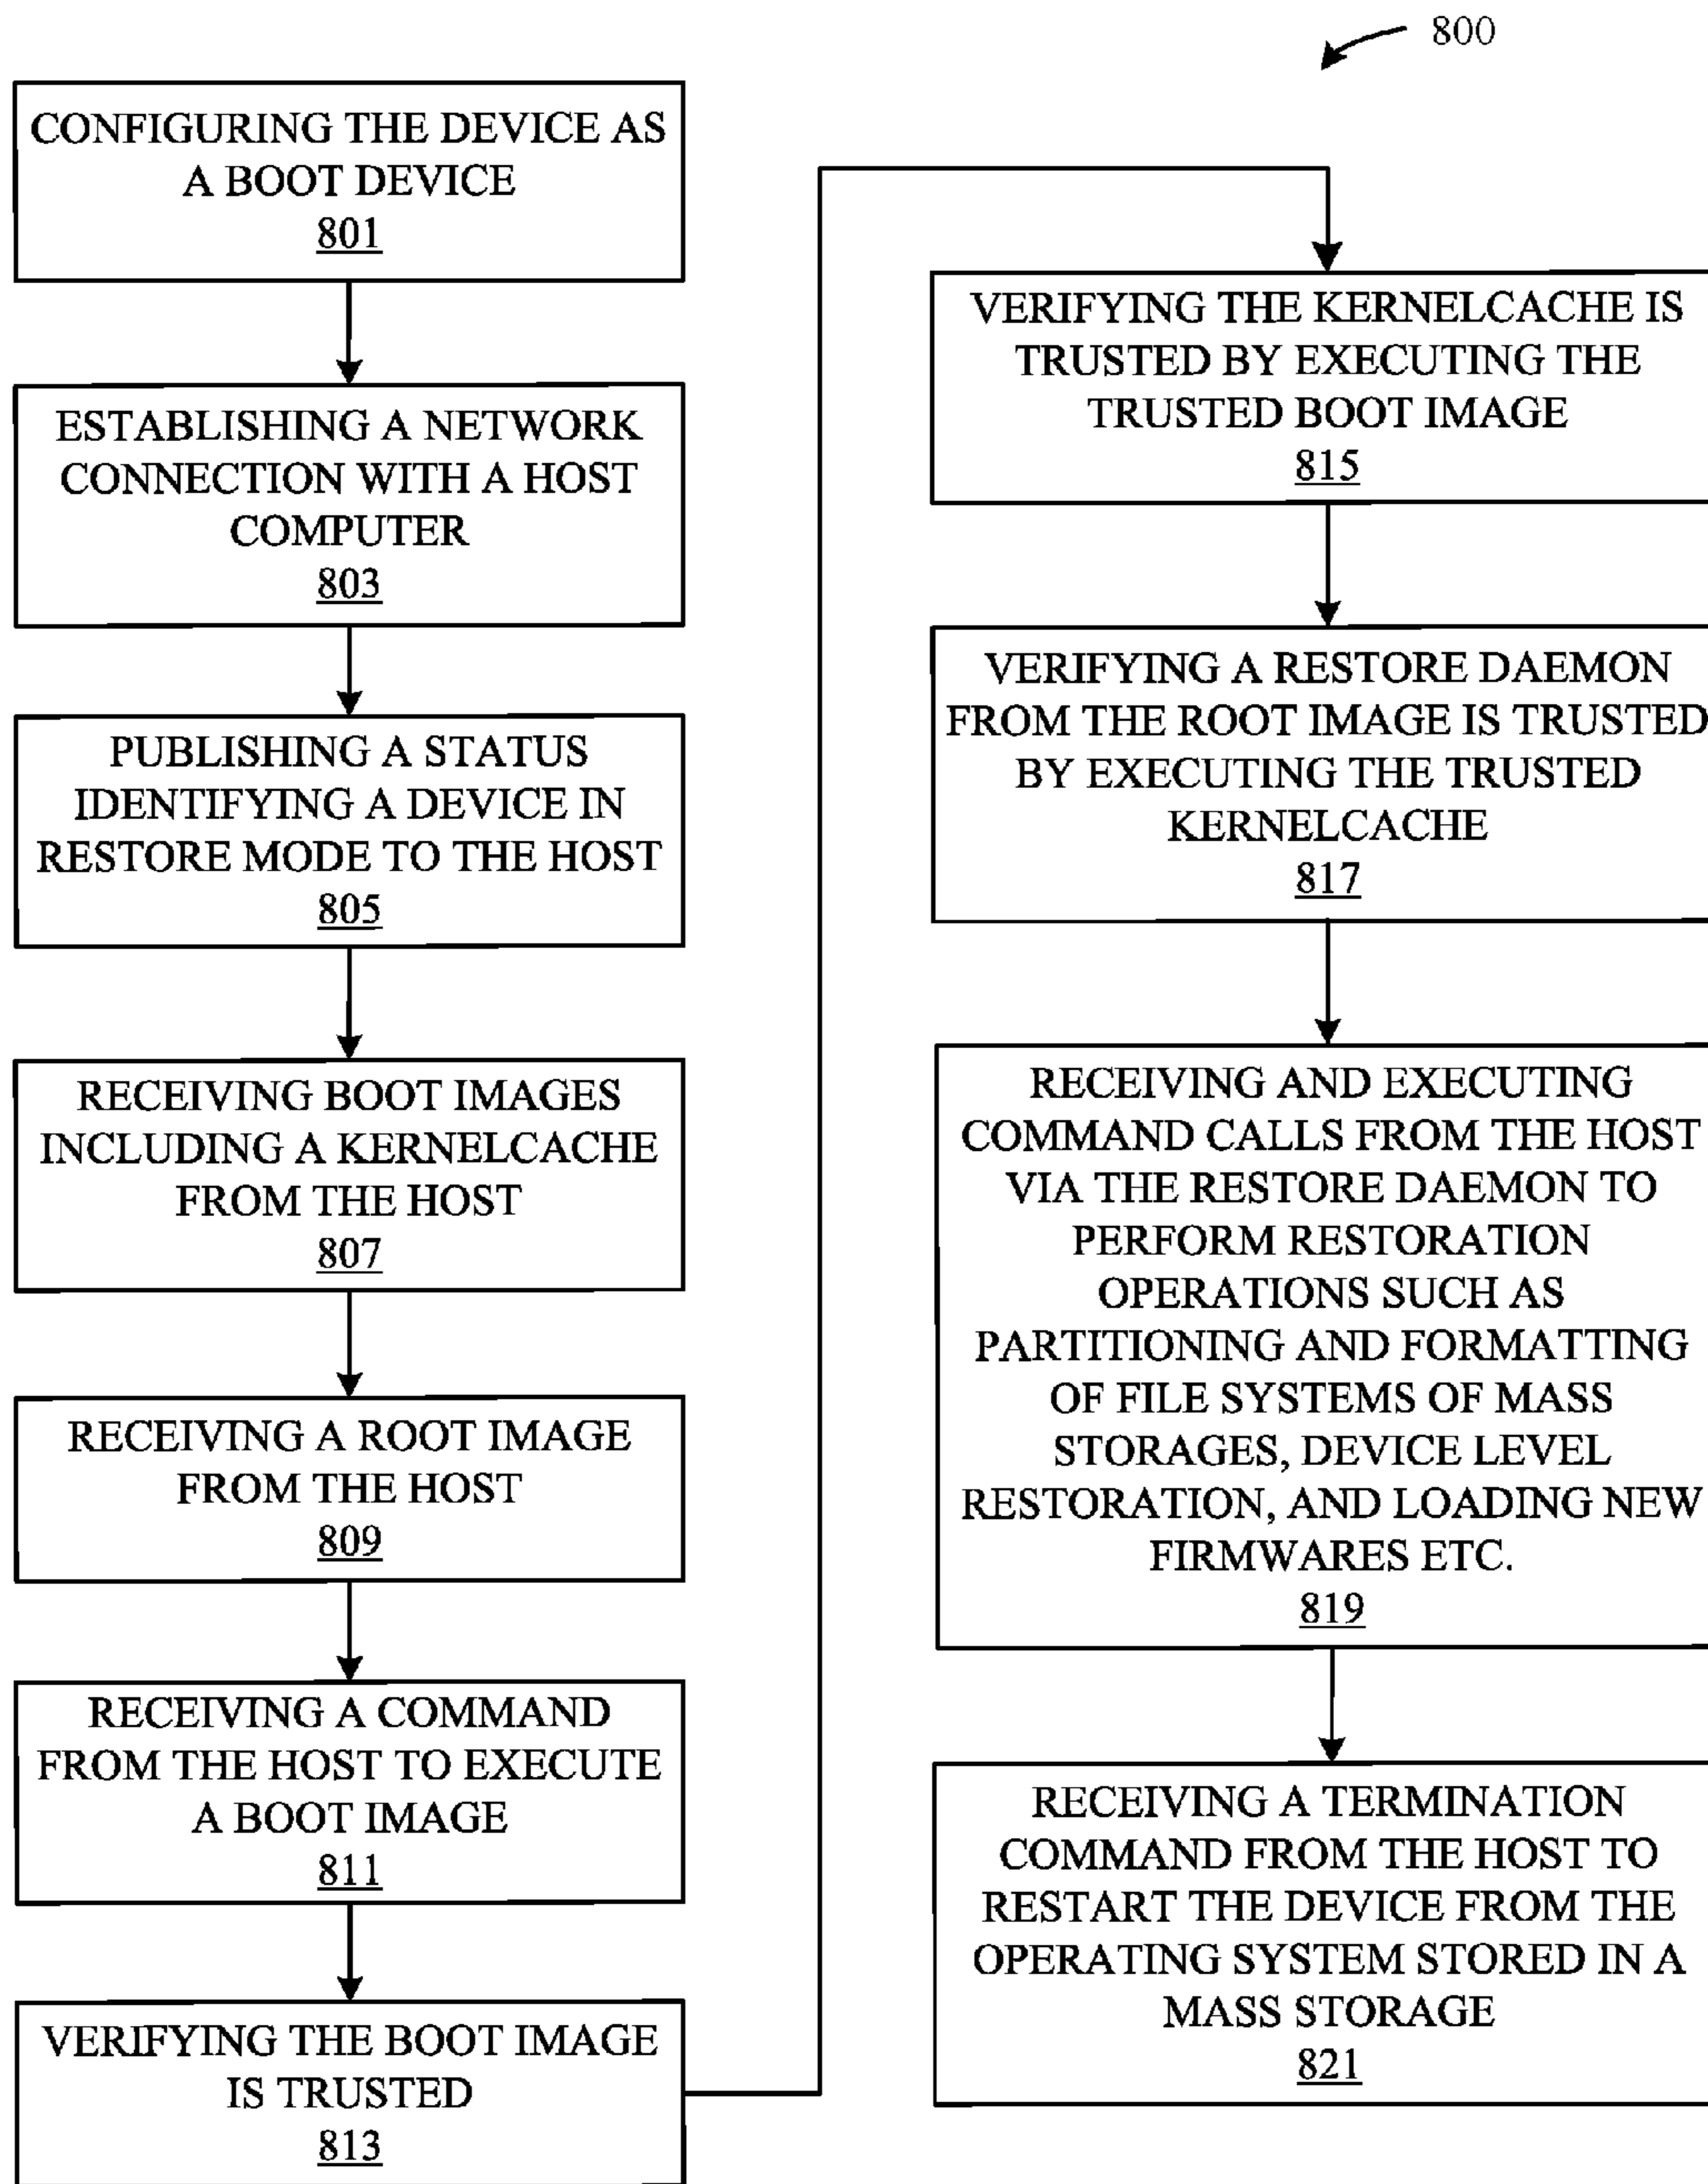 800
CONFIGURING THE DEVICE AS
A BOOT DEVICE
801
ESTABLISHING A NETWORK
CONNECTION WITH A HOST
COMPUTER
803
PUBLISHING A STATUS
IDENTIFYING A DEVICE IN
RESTORE MODE TO THE HOST
805
RECEIVING BOOT IMAGES
INCLUDING A KERNELCACHE
FROM THE HOST
807
RECEIVING A ROOT IMAGE
FROM THE HOST
809
RECEIVING A COMMAND
FROM THE HOST TO EXECUTE
A BOOT IMAGE
811
VERIFYING THE BOOT IMAGE
IS TRUSTED
813
VERIFYING THE KERNELCACHE IS
TRUSTED BY EXECUTING THE
TRUSTED BOOT IMAGE
815
VERIFYING A RESTORE DAEMON
FROM THE ROOT IMAGE IS TRUSTED
BY EXECUTING THE TRUSTED
KERNELCACHE
817
RECEIVING AND EXECUTING
COMMAND CALLS FROM THE HOST
VIA THE RESTORE DAEMON TO
PERFORM RESTORATION
OPERATIONS SUCH AS
PARTITIONING AND FORMATTING
OF FILE SYSTEMS OF MASS
STORAGES, DEVICE LEVEL
RESTORATION, AND LOADING NEW
FIRMWARES ETC.
819
RECEIVING A TERMINATION
COMMAND FROM THE HOST TO
RESTART THE DEVICE FROM THE
OPERATING SYSTEM STORED IN A
MASS STORAGE
821